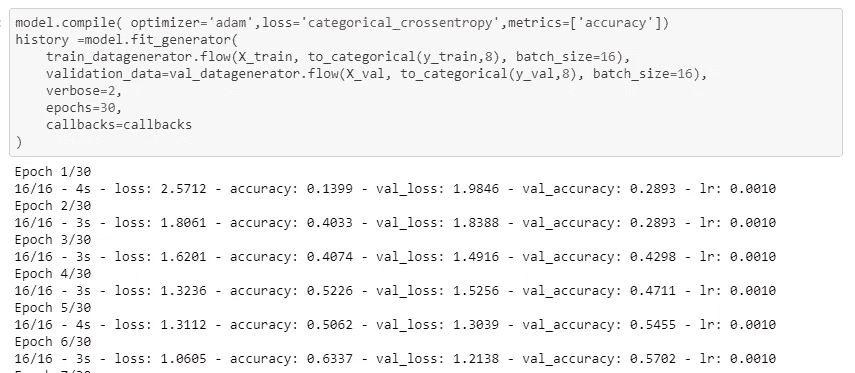 model.compile( optimizer='adam',loss='categorical_crossentropy',metrics=['accuracy'])
history =model.fit_generator(
    train_datagenerator.flow(X_train, to_categorical(y_train,8), batch_size=16),
    validation_data=val_datagenerator.flow(X_val, to_categorical(y_val,8), batch_size=16),
    verbose=2,
    epochs=30,
    callbacks=callbacks
)
Epoch 1/30
16/16 - 4s - loss: 2.5712 - accuracy: 0.1399 - val_loss: 1.9846 - val_accuracy: 0.2893 - lr: 0.0010
Epoch 2/30
16/16 - 3s - loss: 1.8061 - accuracy: 0.4033 - val_loss: 1.8388 - val_accuracy: 0.2893 - lr: 0.0010
Epoch 3/30
16/16 - 3s - loss: 1.6201 - accuracy: 0.4074 - val_loss: 1.4916 - val_accuracy: 0.4298 - lr: 0.0010
Epoch 4/30
16/16 - 3s - loss: 1.3236 - accuracy: 0.5226 - val_loss: 1.5256 - val_accuracy: 0.4711 - lr: 0.0010
Epoch 5/30
16/16 - 4s - loss: 1.3112 - accuracy: 0.5062 - val_loss: 1.3039 - val_accuracy: 0.5455 - lr: 0.0010
Epoch 6/30
16/16 - 3s - loss: 1.0605 - accuracy: 0.6337 - val_loss: 1.2138 - val_accuracy: 0.5702 - lr: 0.0010